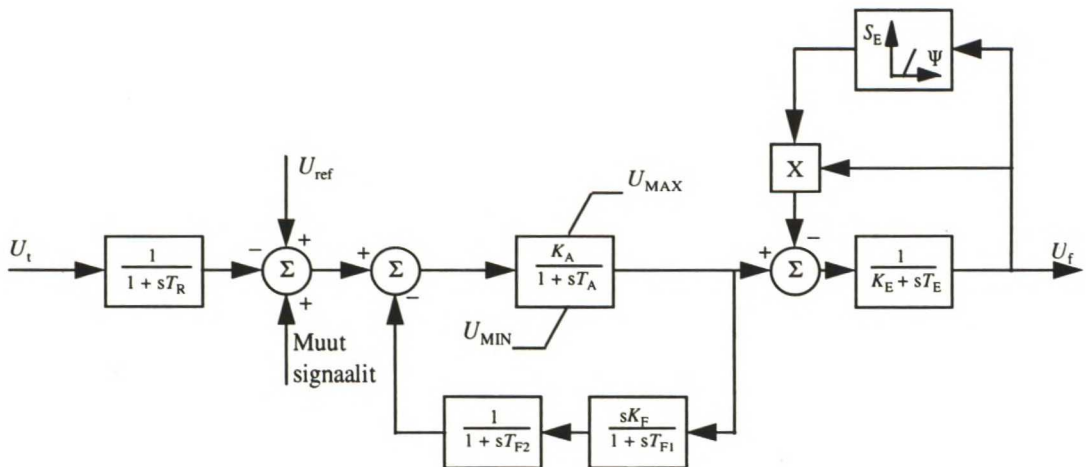 S_E
Ψ
X
U_ref
U_MAX
U_t
1
1 + sT_R
−
+
Σ
+
+
Σ
−
K_A
1 + sT_A
+
−
Σ
1
K_E + sT_E
U_f
U_MIN
Muut
signaalit
1
1 + sT_F2
sK_F
1 + sT_F1